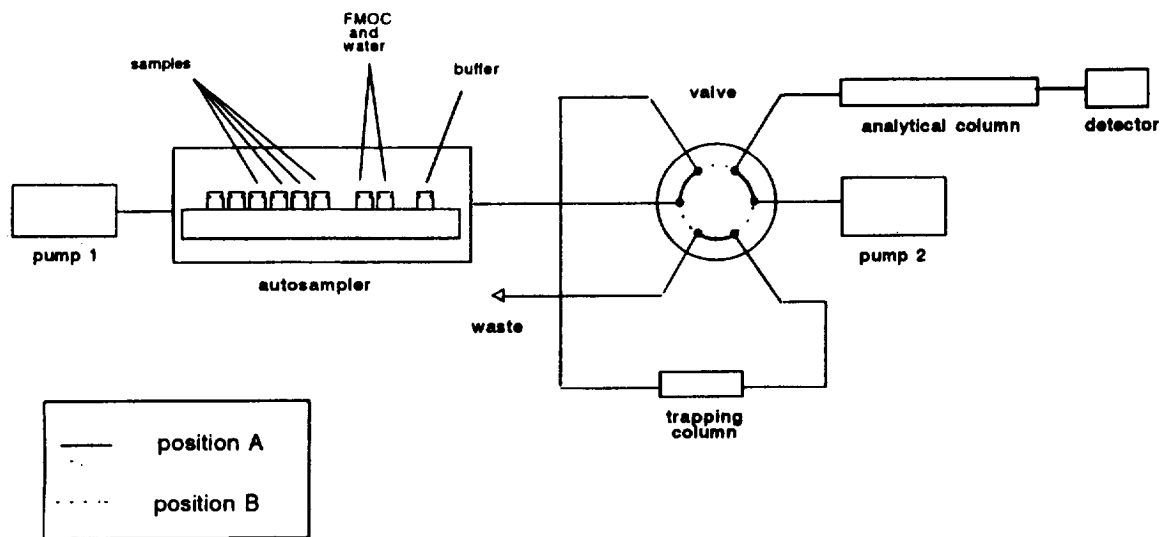 FMOC
and
water
samples
buffer
valve
analytical column
detector
pump 1
autosampler
pump 2
waste
trapping
column
position A
position B